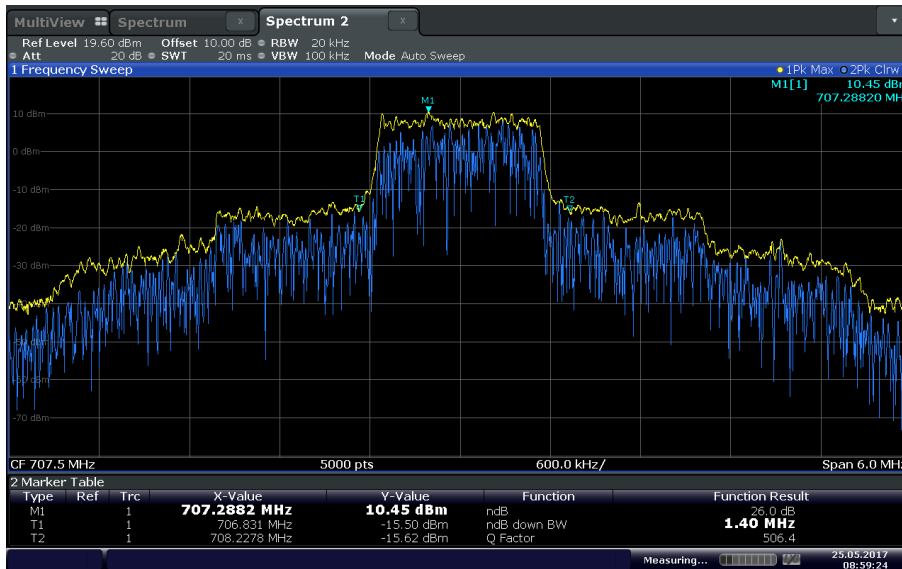 MultiView Spectrum x Spectrum 2 x
Ref Level 19.60 dBm Offset 10.00 dB RBW 20 kHz
Att 20 dB SWT 20 ms VBW 100 kHz Mode Auto Sweep
1 Frequency Sweep 1Pk Max 2Pk Clrw
M1[1] 10.45 dBm
707.28820 MH
M1
10 dBm
0 dBm
-10 dBm
T1 T2
-20 dBm
-30 dBm
-70 dBm
CF 707.5 MHz 5000 pts 600.0 kHz/ Span 6.0 MHz
2 Marker Table
Type Ref Trc X-Value Y-Value Function Function Result
M1 1 707.2882 MHz 10.45 dBm ndB 26.0 dB
T1 1 706.831 MHz -15.50 dBm ndB down BW 1.40 MHz
T2 1 708.2278 MHz -15.62 dBm Q Factor 506.4
Measuring... 25.05.2017
08:59:24